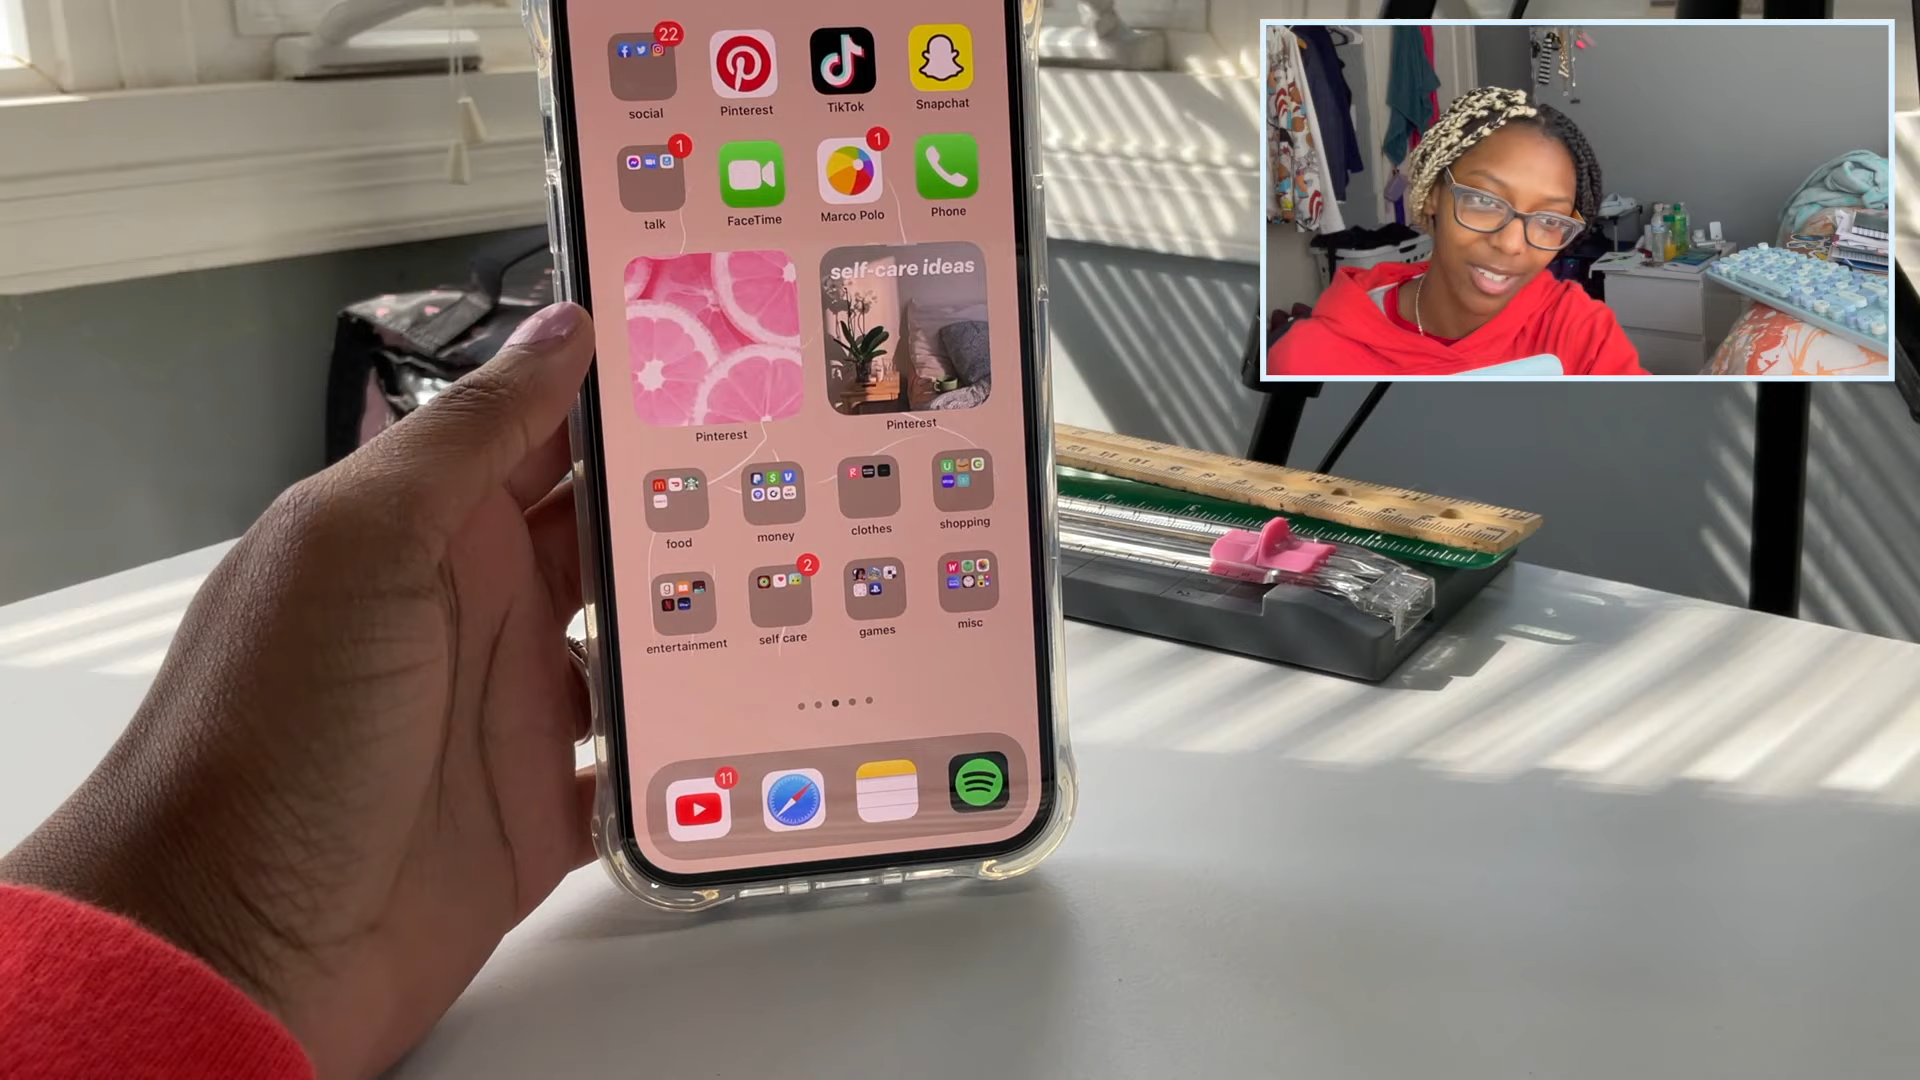 22
social
Pinterest
TikTok
Snapchat
1
1
talk
FaceTime
Marco Polo
Phone
self-care ideas
Pinterest
Pinterest
food
money
clothes
shopping
2
entertainment
self care
games
misc
11